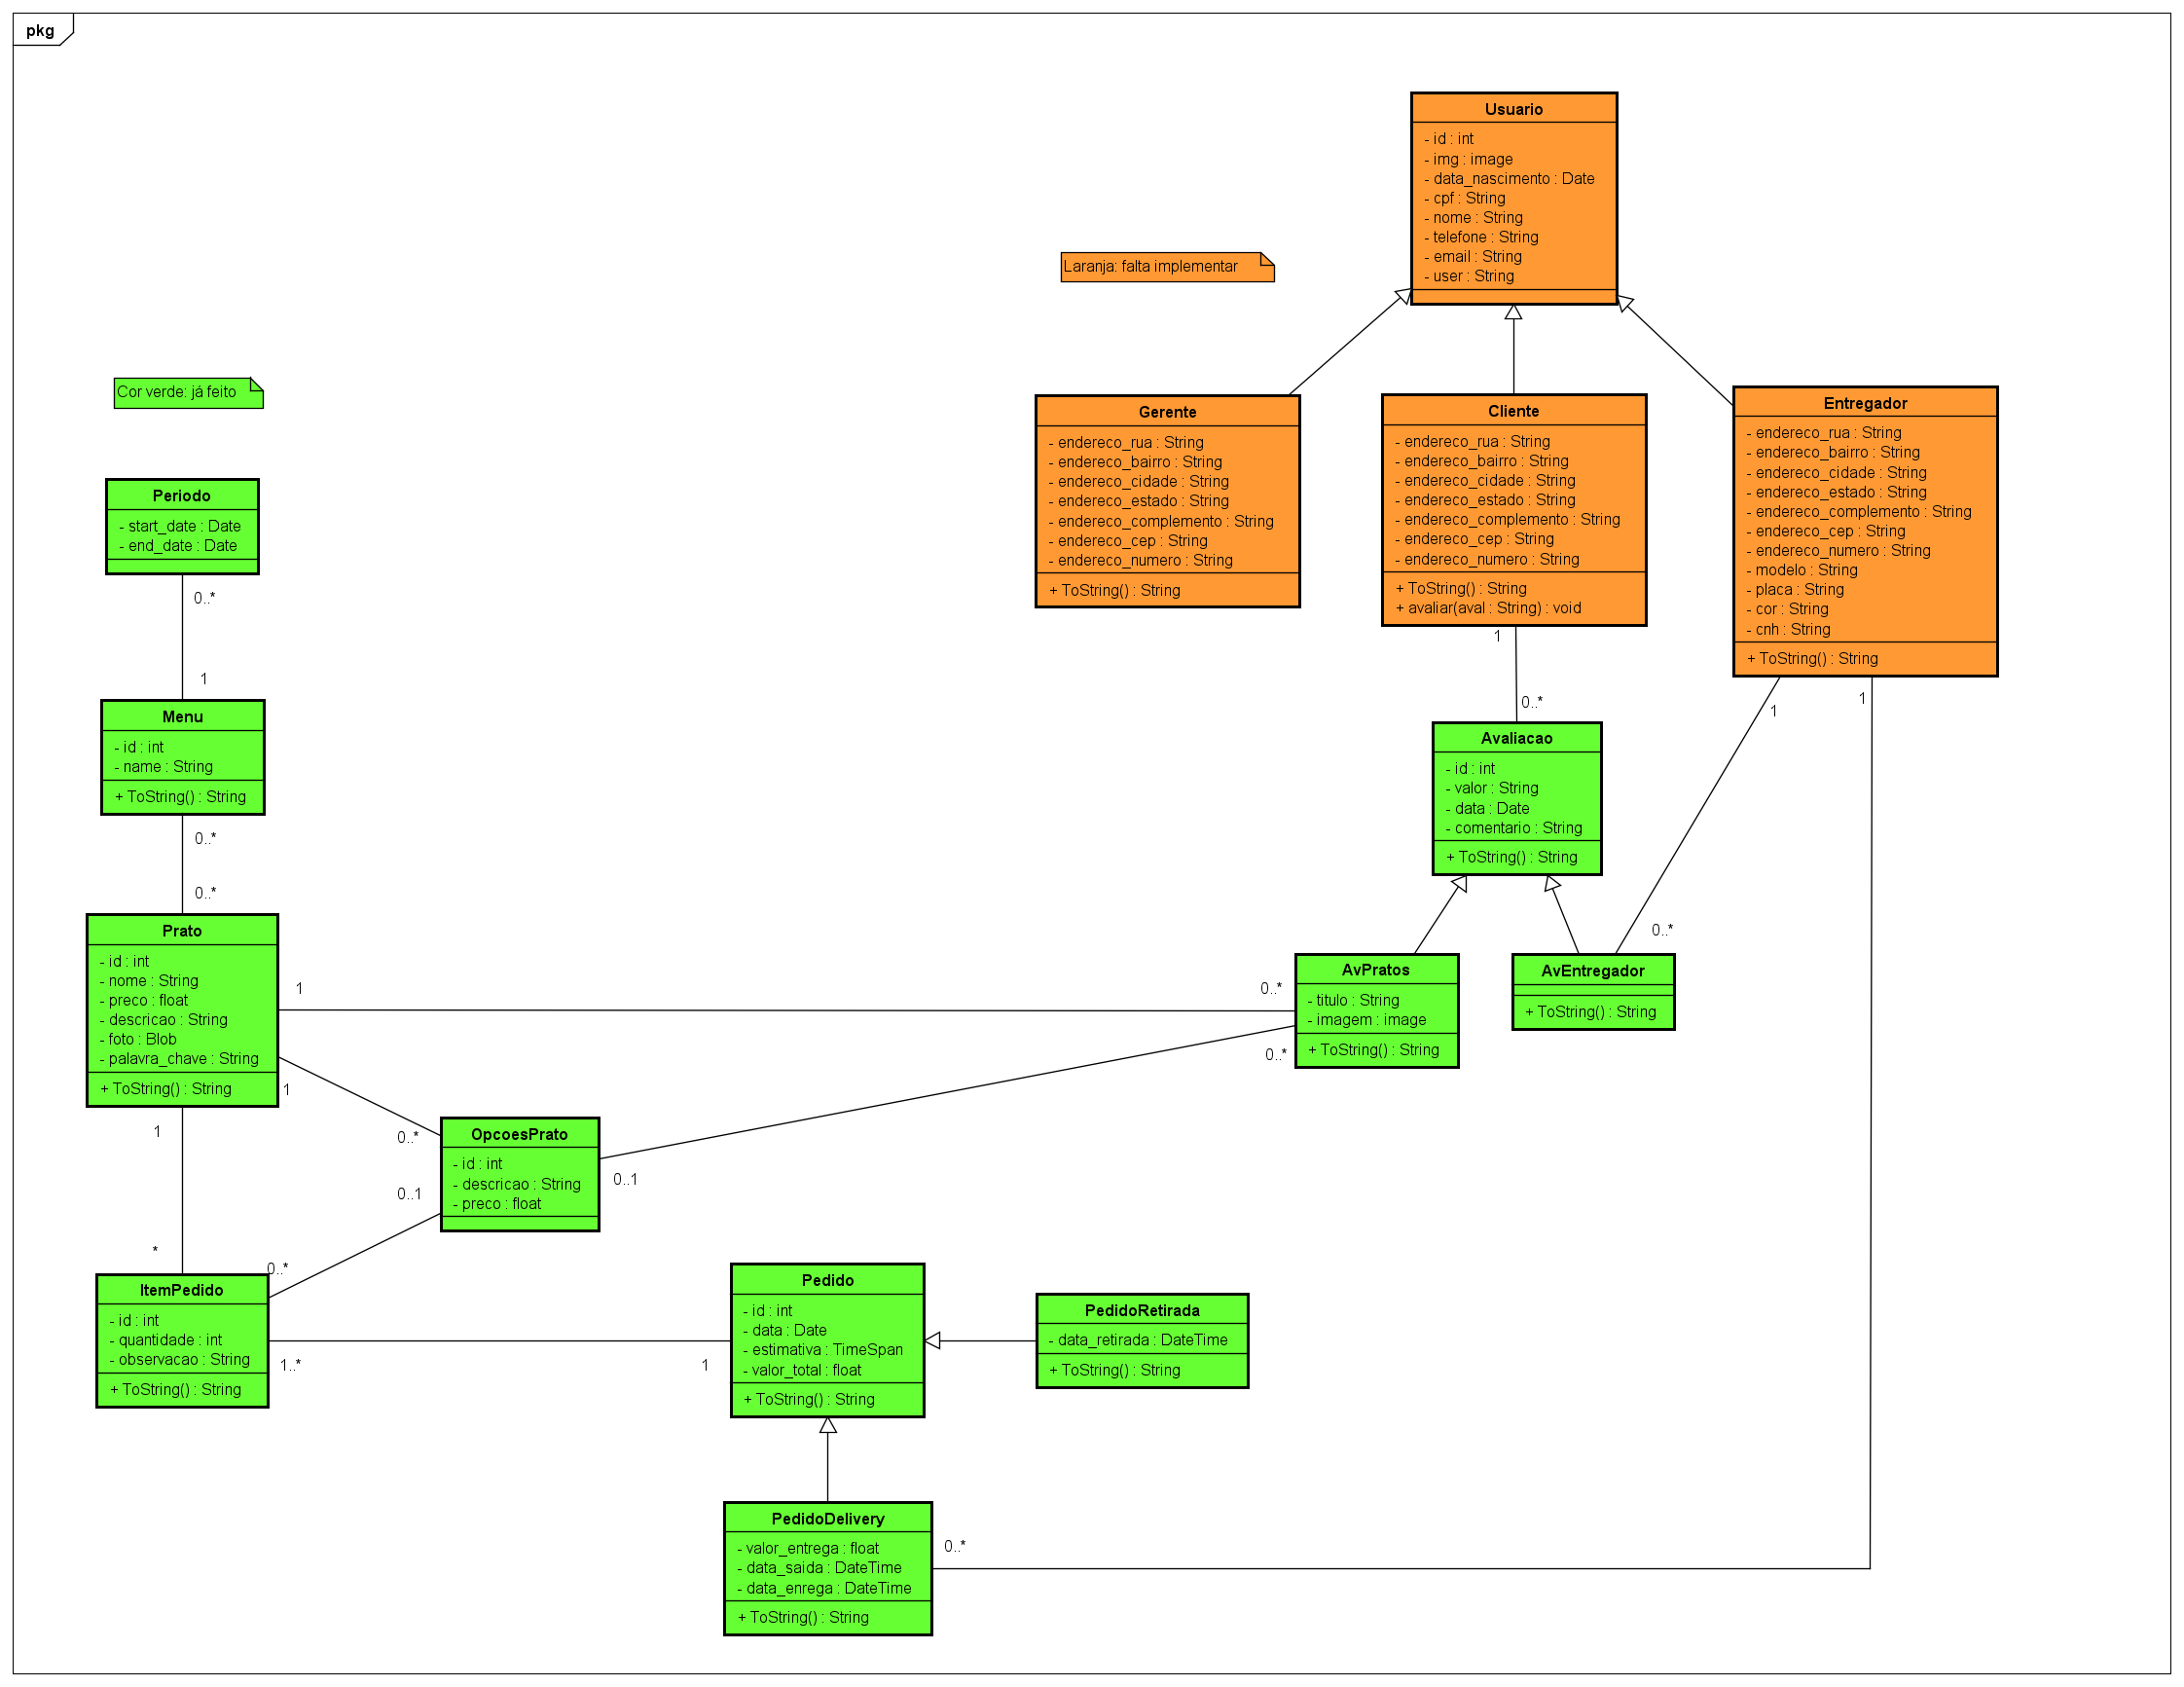 pkg
Usuario
- id : int
- img : image
- data_nascimento : Date
- cpf : String
- nome : String
- telefone : String
- email : String
- user : String
Laranja: falta implementar
Cor verde: já feito
Gerente
- endereco_rua : String
- endereco_bairro : String
- endereco_cidade : String
- endereco_estado : String
- endereco_complemento : String
- endereco_cep : String
- endereco_numero : String
+ ToString() : String
Cliente
- endereco_rua : String
- endereco_bairro : String
- endereco_cidade : String
- endereco_estado : String
- endereco_complemento : String
- endereco_cep : String
- endereco_numero : String
+ ToString() : String
+ avaliar(aval : String) : void
1
0..*
Entregador
- endereco_rua : String
- endereco_bairro : String
- endereco_cidade : String
- endereco_estado : String
- endereco_complemento : String
- endereco_cep : String
- endereco_numero : String
- modelo : String
- placa : String
- cor : String
- cnh : String
+ ToString() : String
1
1
Periodo
- start_date : Date
- end_date : Date
0..*
1
Menu
- id : int
- name : String
+ ToString() : String
0..*
0..*
Avaliacao
- id : int
- valor : String
- data : Date
- comentario : String
+ ToString() : String
0..*
Prato
- id : int
- nome : String
- preco : float
- descricao : String
- foto : Blob
- palavra_chave : String
+ ToString() : String
1
1
1
0..*
AvPratos
- titulo : String
- imagem : image
+ ToString() : String
0..*
AvEntregador
+ ToString() : String
OpcoesPrato
- id : int
- descricao : String
- preco : float
0..*
0..1
0..1
*
0..*
ItemPedido
- id : int
- quantidade : int
- observacao : String
+ ToString() : String
1..*
1
Pedido
- id : int
- data : Date
- estimativa : TimeSpan
- valor_total : float
+ ToString() : String
PedidoRetirada
- data_retirada : DateTime
+ ToString() : String
PedidoDelivery
- valor_entrega : float
- data_saida : DateTime
- data_enrega : DateTime
+ ToString() : String
0..*